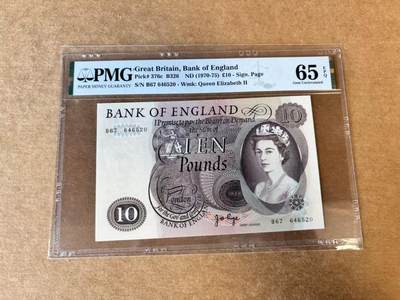 PMG
PAPER MONEY GUARANTY
Great Britain, Bank of England
Pick# 376c B326 ND (1970-75) £10 - Sign. Page
S/N B67 646520 - Wmk: Queen Elizabeth II
65 EPQ
Gem Uncirculated
BANK OF ENGLAND
I Promise to pay the Bearer on Demand
the Sum of
TEN
Pounds
10
B67 646520
London
For the Govr and Compa of the
BANK OF ENGLAND
B67 646520
10